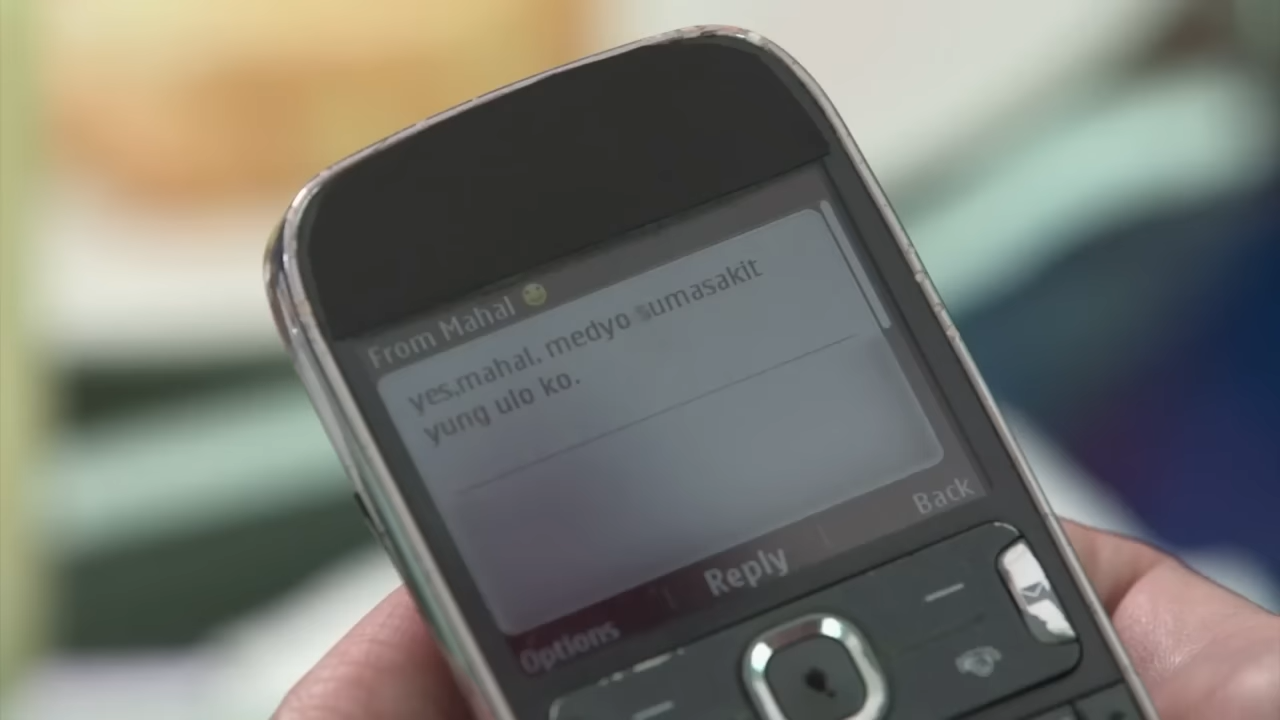 From Mahal
yes.mahal. medyo sumasakit
yung ulo ko.
Options
Reply
Back